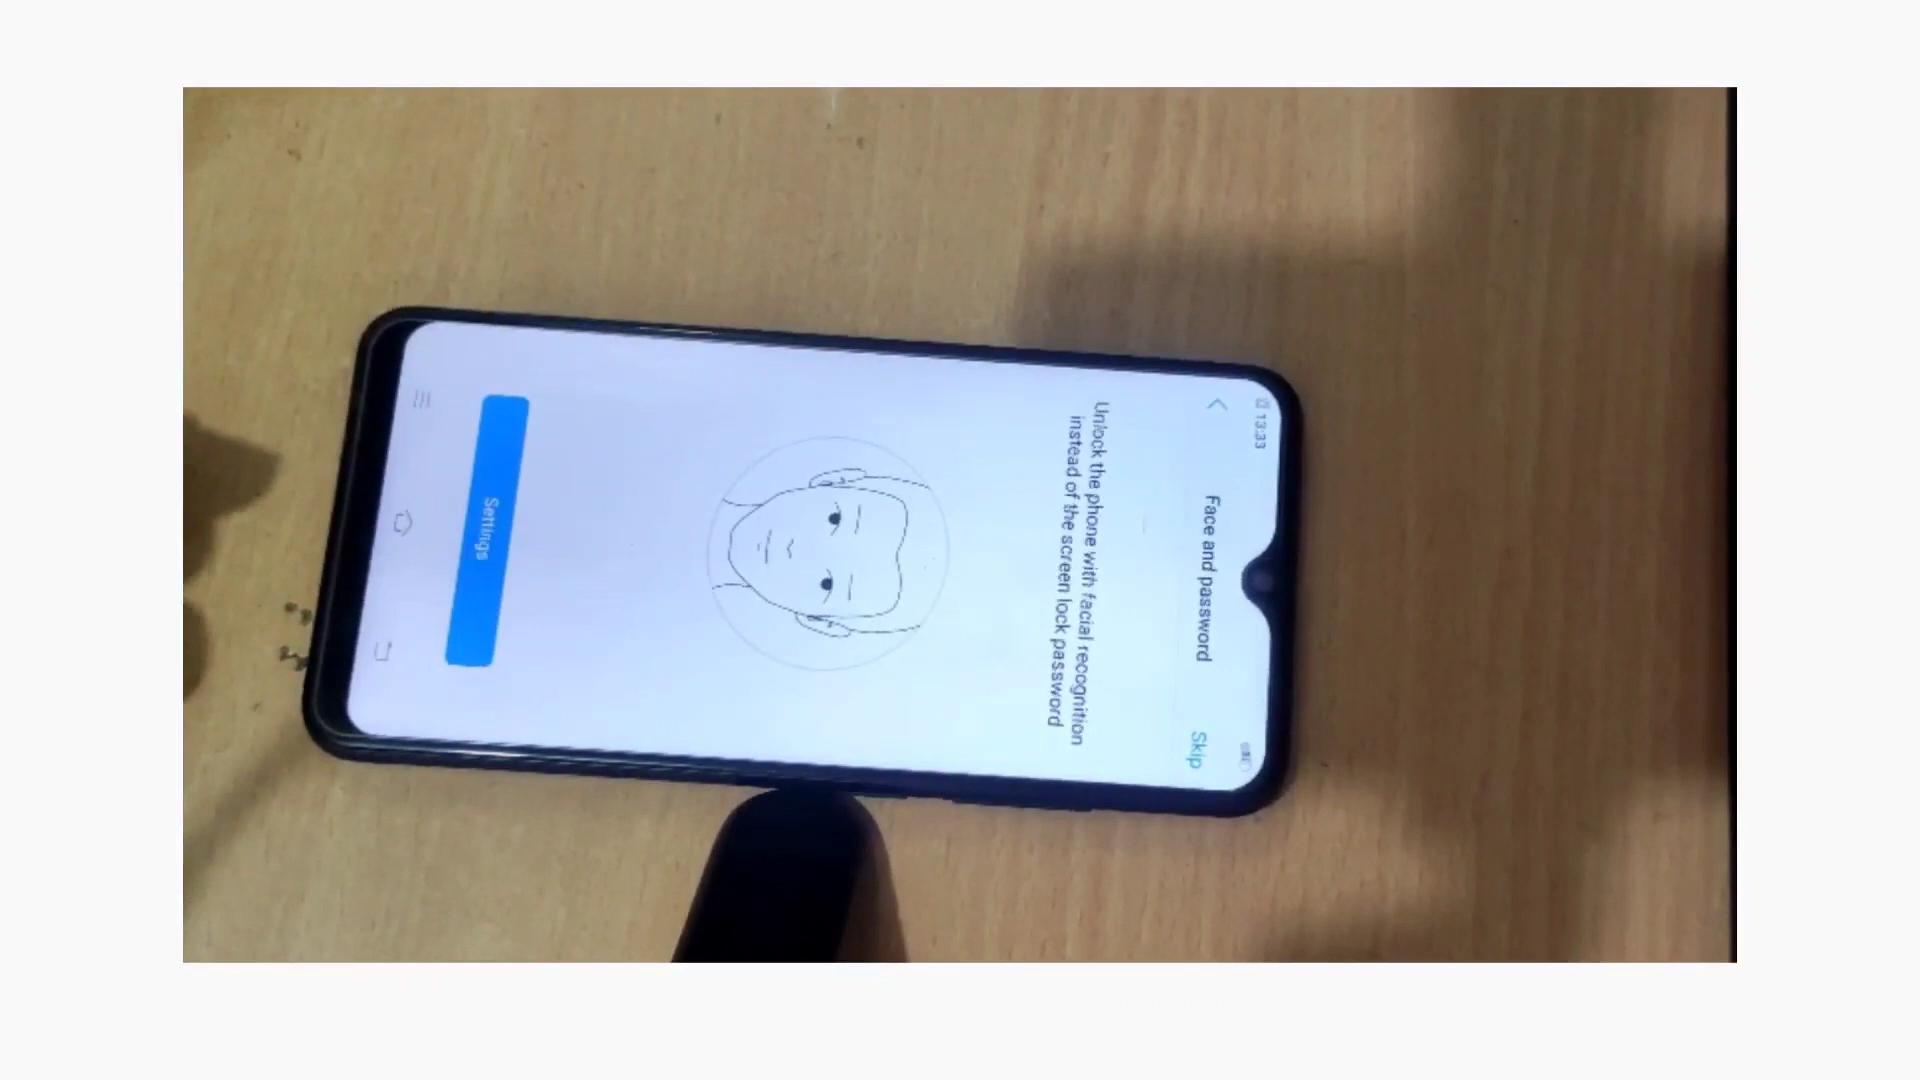 13:33
Face and password
Skip
Unlock the phone with facial recognition
instead of the screen lock password
Settings